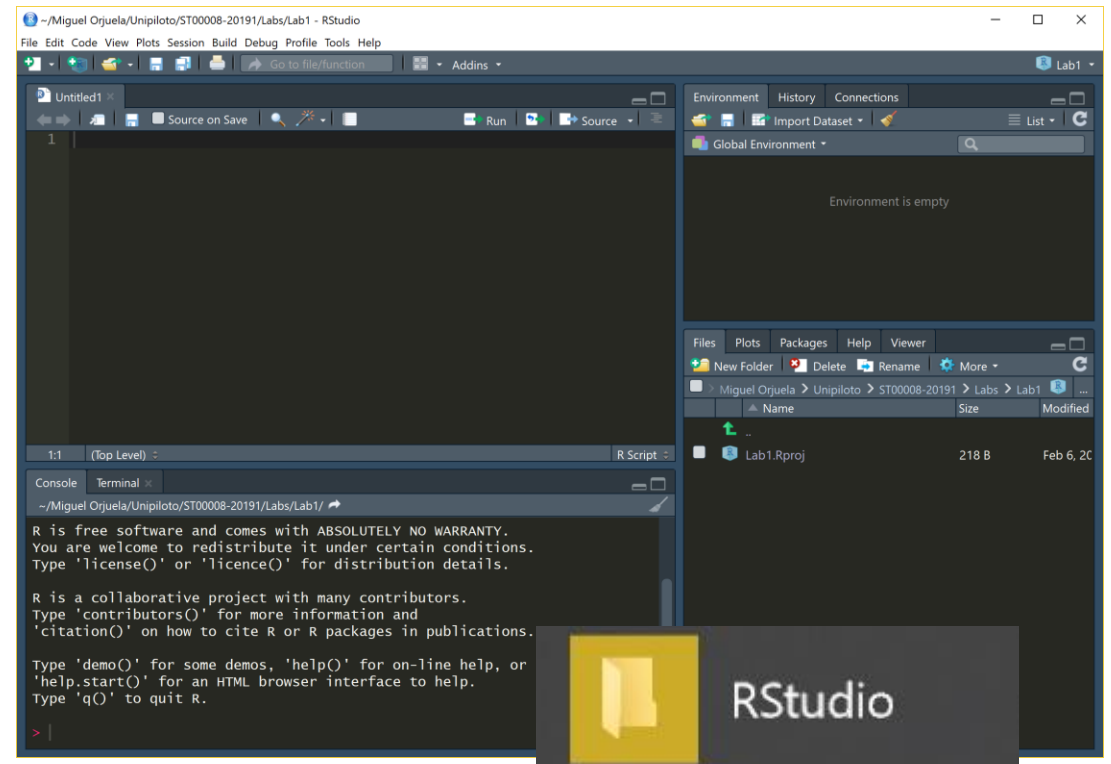 ~/Miguel Orjuela/Unipiloto/ST00008-20191/Labs/Lab1 - RStudio
File Edit Code View Plots Session Build Debug Profile Tools Help
Go to file/function Addins Lab1
Untitled1
Source on Save Run Source
1
1:1 (Top Level) R Script
Console Terminal
~/Miguel Orjuela/Unipiloto/ST00008-20191/Labs/Lab1/
R is free software and comes with ABSOLUTELY NO WARRANTY.
You are welcome to redistribute it under certain conditions.
Type 'license()' or 'licence()' for distribution details.
R is a collaborative project with many contributors.
Type 'contributors()' for more information and
'citation()' on how to cite R or R packages in publications.
Type 'demo()' for some demos, 'help()' for on-line help, or
'help.start()' for an HTML browser interface to help.
Type 'q()' to quit R.
>
Environment History Connections
Import Dataset List
Global Environment
Environment is empty
Files Plots Packages Help Viewer
New Folder Delete Rename More
Miguel Orjuela > Unipiloto > ST00008-20191 > Labs > Lab1 ...
Name Size Modified
..
Lab1.Rproj 218 B Feb 6, 20
RStudio